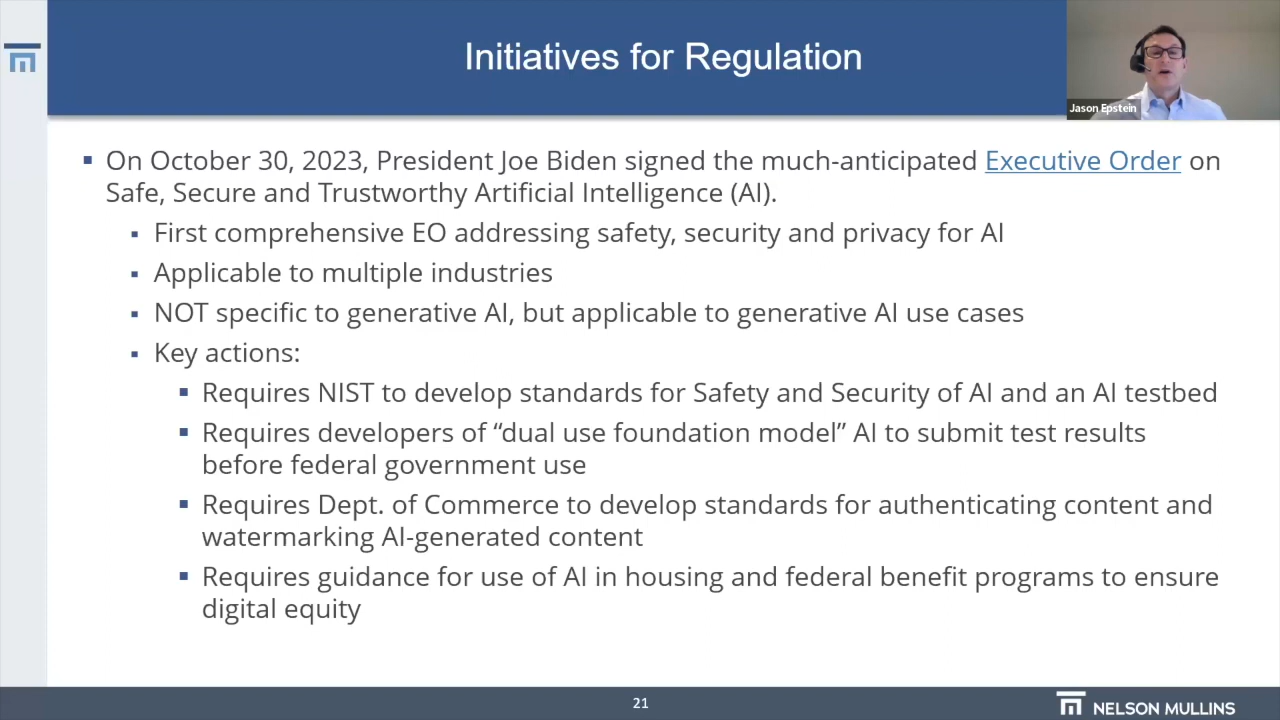 Initiatives for Regulation
Jason Epstein
▪ On October 30, 2023, President Joe Biden signed the much-anticipated Executive Order on
Safe, Secure and Trustworthy Artificial Intelligence (AI).
▪ First comprehensive EO addressing safety, security and privacy for AI
▪ Applicable to multiple industries
▪ NOT specific to generative AI, but applicable to generative AI use cases
▪ Key actions:
▪ Requires NIST to develop standards for Safety and Security of AI and an AI testbed
▪ Requires developers of “dual use foundation model” AI to submit test results
before federal government use
▪ Requires Dept. of Commerce to develop standards for authenticating content and
watermarking AI-generated content
▪ Requires guidance for use of AI in housing and federal benefit programs to ensure
digital equity
21
NELSON MULLINS